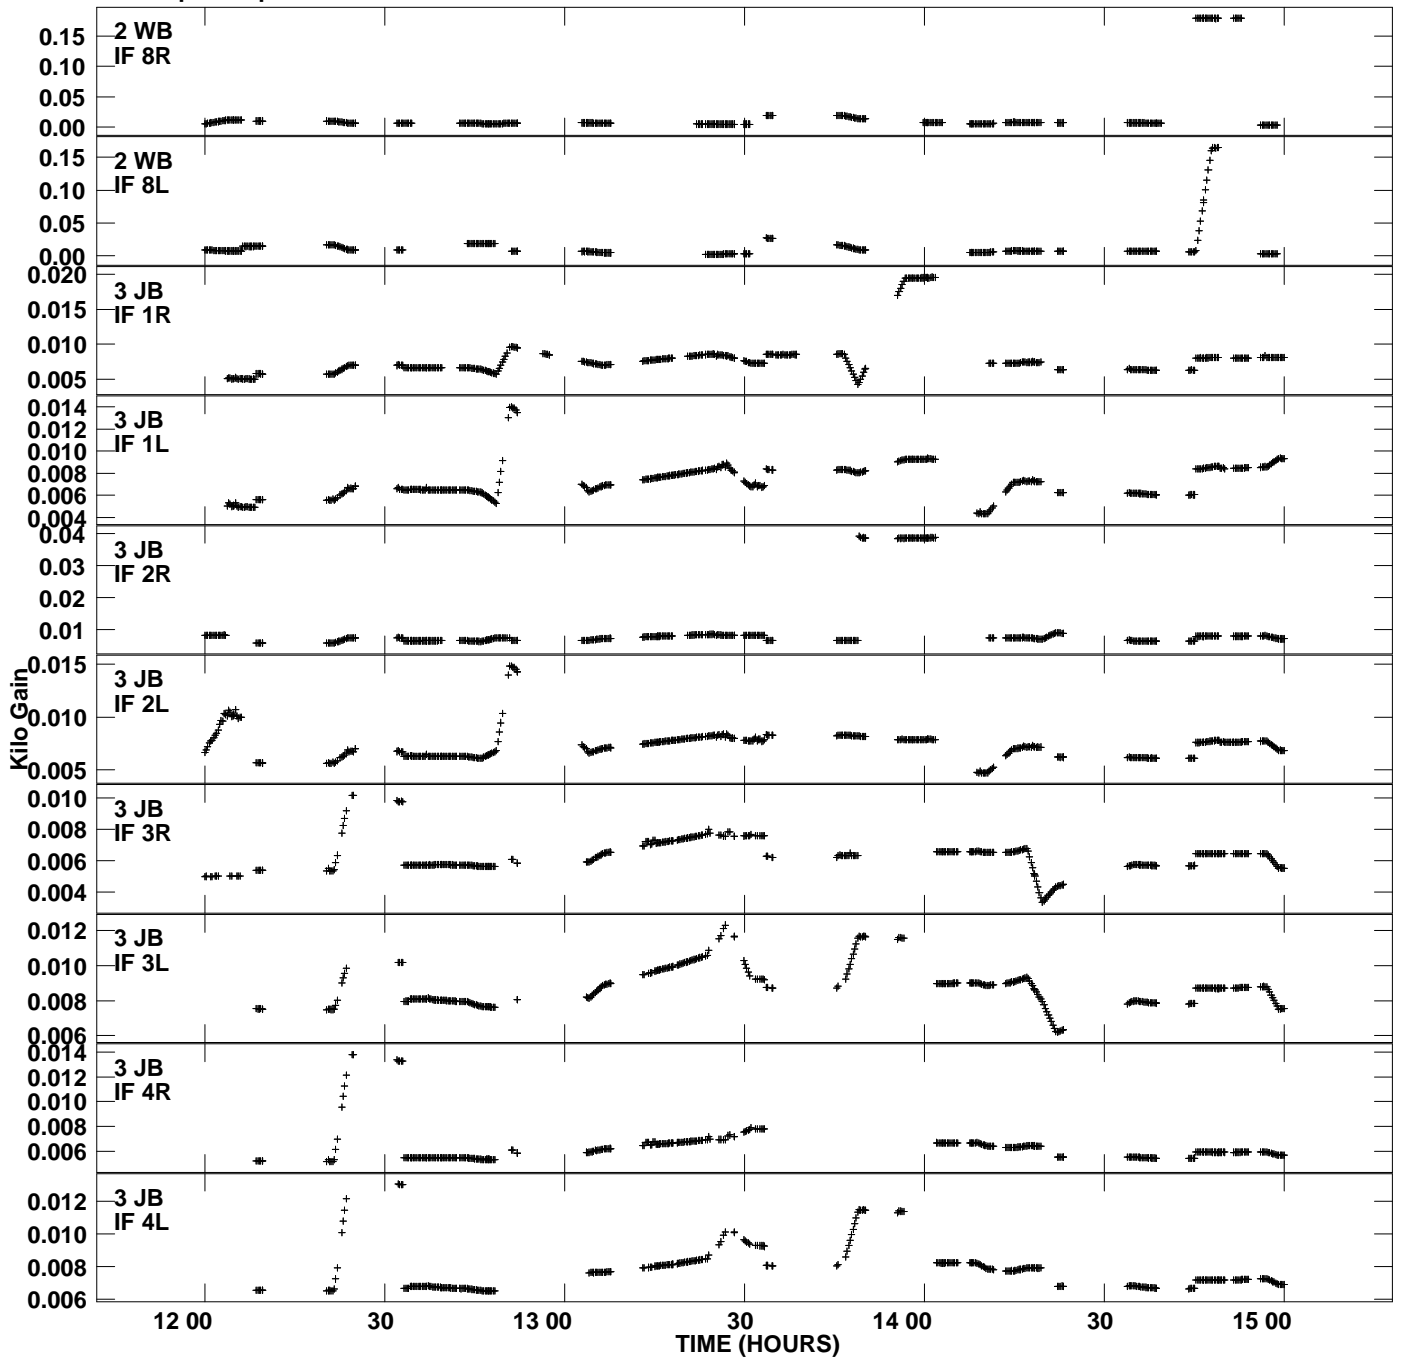 2 WB
IF 8R
0.15
0.10
0.05
0.00
2 WB
IF 8L
0.15
0.10
0.05
0.00
3 JB
IF 1R
0.020
0.015
0.010
0.005
3 JB
IF 1L
0.014
0.012
0.010
0.008
0.006
0.004
3 JB
IF 2R
0.04
0.03
0.02
0.01
3 JB
IF 2L
0.015
0.010
0.005
Kilo Gain
3 JB
IF 3R
0.010
0.008
0.006
0.004
3 JB
IF 3L
0.012
0.010
0.008
0.006
3 JB
IF 4R
0.014
0.012
0.010
0.008
0.006
3 JB
IF 4L
0.012
0.010
0.008
0.006
12 00 30 13 00 30 14 00 30 15 00
TIME (HOURS)